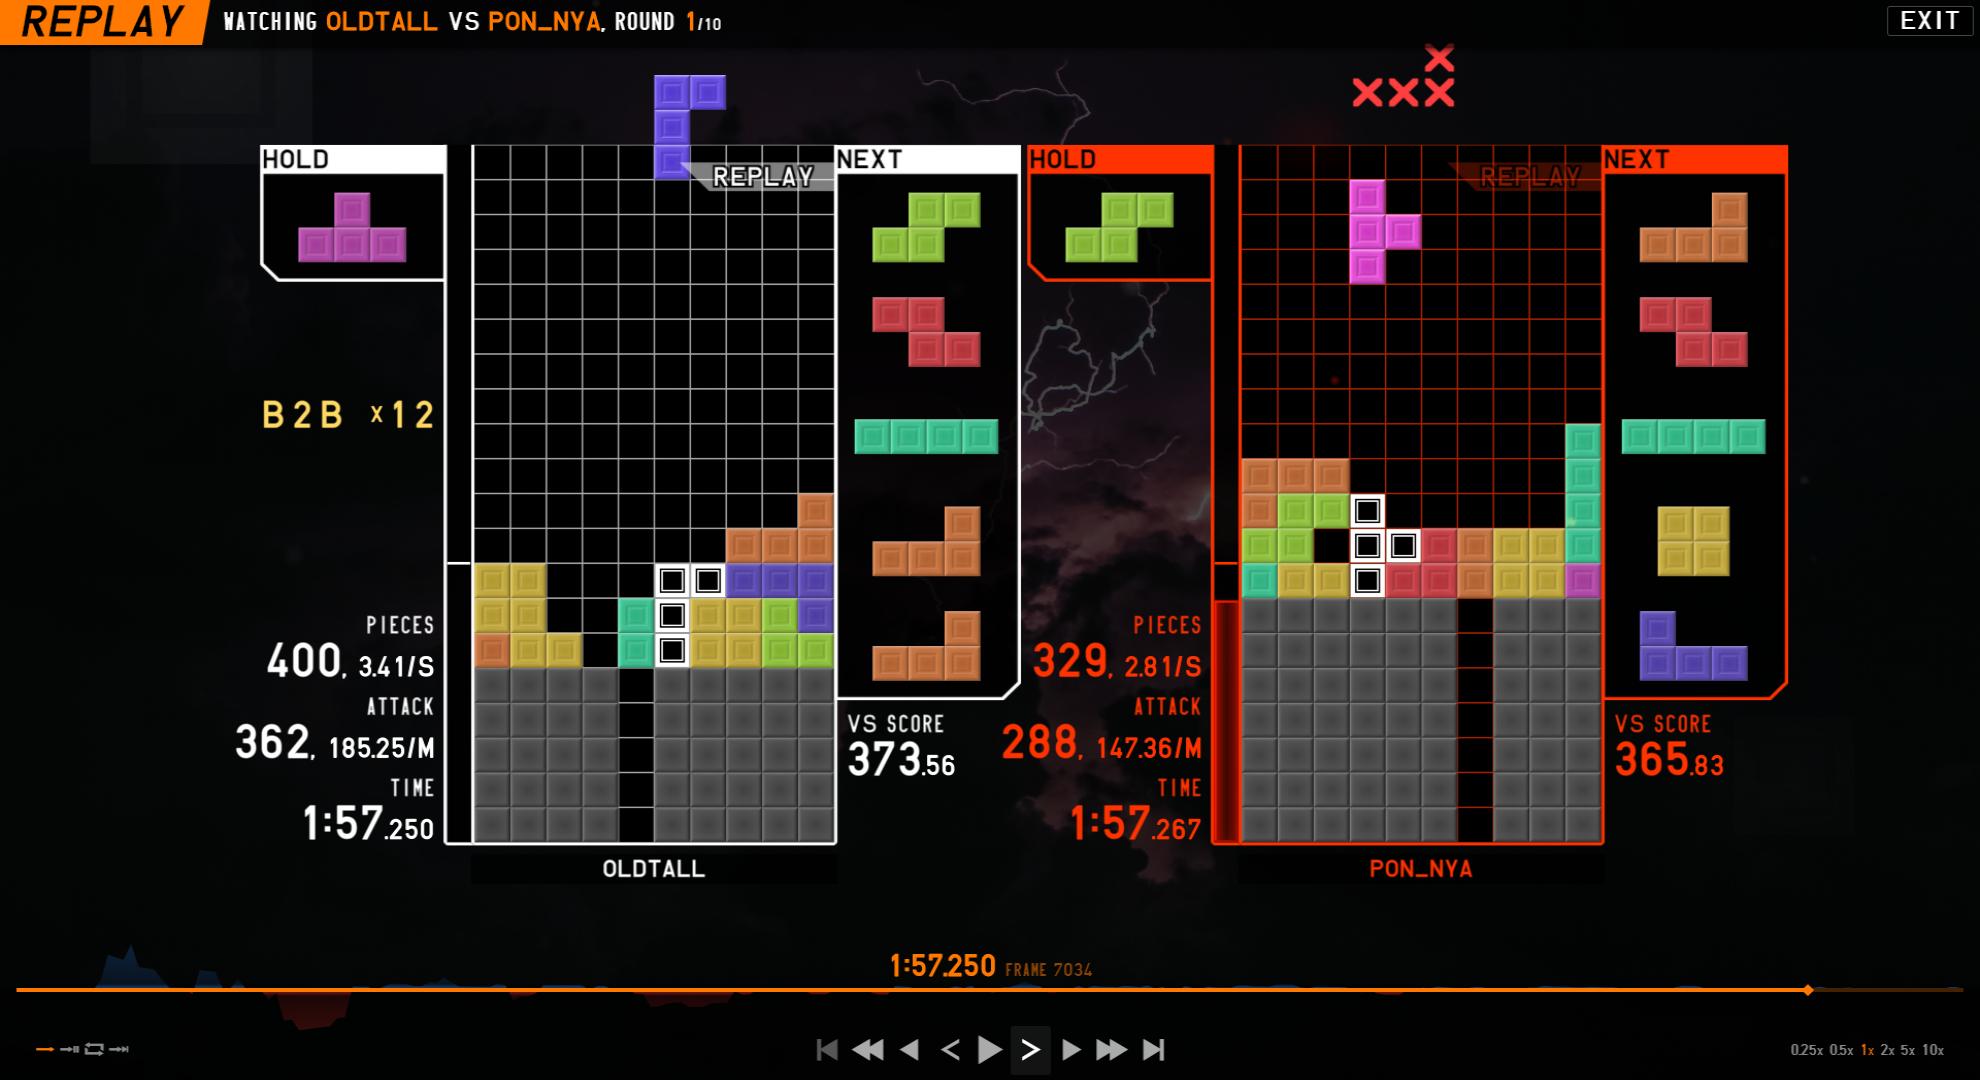 REPLAY WATCHING OLDTALL VS PON_NYA, ROUND 1/10 EXIT
HOLD
REPLAY
NEXT
B2B ×12
PIECES
400, 3.41/S
ATTACK
362, 185.25/M
TIME
1:57.250
VS SCORE
373.56
OLDTALL
HOLD
REPLAY
NEXT
PIECES
329, 2.81/S
ATTACK
288, 147.36/M
TIME
1:57.267
VS SCORE
365.83
PON_NYA
1:57.250 FRAME 7034
0.25x 0.5x 1x 2x 5x 10x